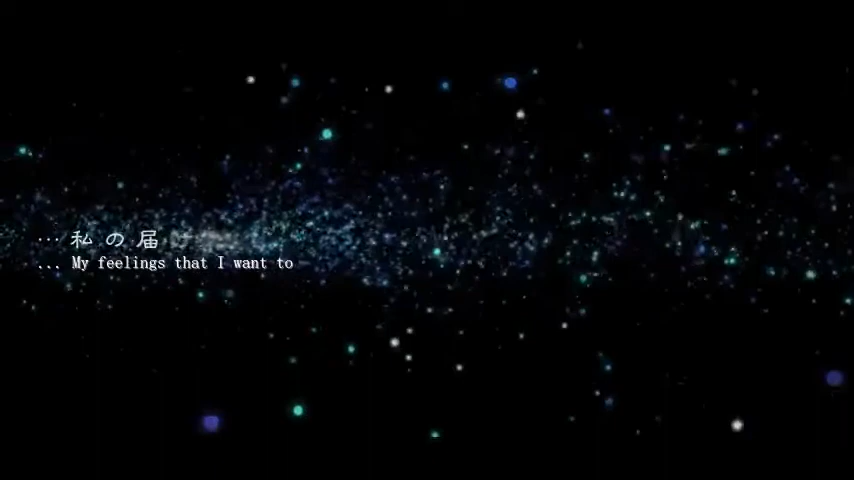 … 私の届
... My feelings that I want to